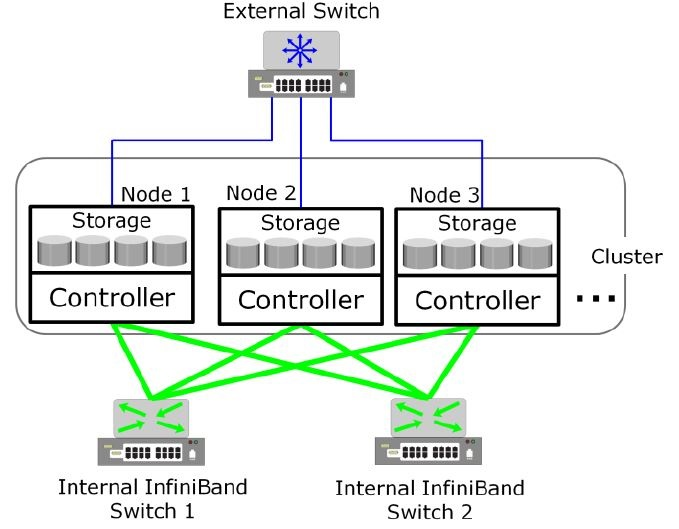 External Switch
Node 1
Node 2
Node 3
Storage
Storage
Storage
Controller
Controller
Controller
Cluster
...
Internal InfiniBand
Switch 1
Internal InfiniBand
Switch 2